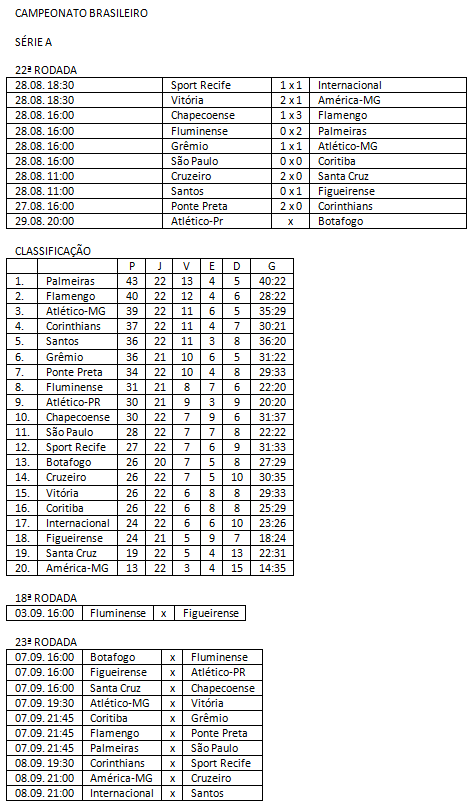 CAMPEONATO BRASILEIRO
SÉRIE A
22ª RODADA
28.08. 18:30 Sport Recife 1 x 1 Internacional
28.08. 18:30 Vitória 2 x 1 América-MG
28.08. 16:00 Chapecoense 1 x 3 Flamengo
28.08. 16:00 Fluminense 0 x 2 Palmeiras
28.08. 16:00 Grêmio 1 x 1 Atlético-MG
28.08. 16:00 São Paulo 0 x 0 Coritiba
28.08. 11:00 Cruzeiro 2 x 0 Santa Cruz
28.08. 11:00 Santos 0 x 1 Figueirense
27.08. 16:00 Ponte Preta 2 x 0 Corinthians
29.08. 20:00 Atlético-Pr x Botafogo
CLASSIFICAÇÃO
P J V E D G
1. Palmeiras 43 22 13 4 5 40:22
2. Flamengo 40 22 12 4 6 28:22
3. Atlético-MG 39 22 11 6 5 35:29
4. Corinthians 37 22 11 4 7 30:21
5. Santos 36 22 11 3 8 36:20
6. Grêmio 36 21 10 6 5 31:22
7. Ponte Preta 34 22 10 4 8 29:33
8. Fluminense 31 21 8 7 6 22:20
9. Atlético-PR 30 21 9 3 9 20:20
10. Chapecoense 30 22 7 9 6 31:37
11. São Paulo 28 22 7 7 8 22:22
12. Sport Recife 27 22 7 6 9 31:33
13. Botafogo 26 20 7 5 8 27:29
14. Cruzeiro 26 22 7 5 10 30:35
15. Vitória 26 22 6 8 8 29:33
16. Coritiba 26 22 6 8 8 25:29
17. Internacional 24 22 6 6 10 23:26
18. Figueirense 24 21 5 9 7 18:24
19. Santa Cruz 19 22 5 4 13 22:31
20. América-MG 13 22 3 4 15 14:35
18ª RODADA
03.09. 16:00 Fluminense x Figueirense
23ª RODADA
07.09. 16:00 Botafogo x Fluminense
07.09. 16:00 Figueirense x Atlético-PR
07.09. 16:00 Santa Cruz x Chapecoense
07.09. 19:30 Atlético-MG x Vitória
07.09. 21:45 Coritiba x Grêmio
07.09. 21:45 Flamengo x Ponte Preta
07.09. 21:45 Palmeiras x São Paulo
08.09. 19:30 Corinthians x Sport Recife
08.09. 21:00 América-MG x Cruzeiro
08.09. 21:00 Internacional x Santos